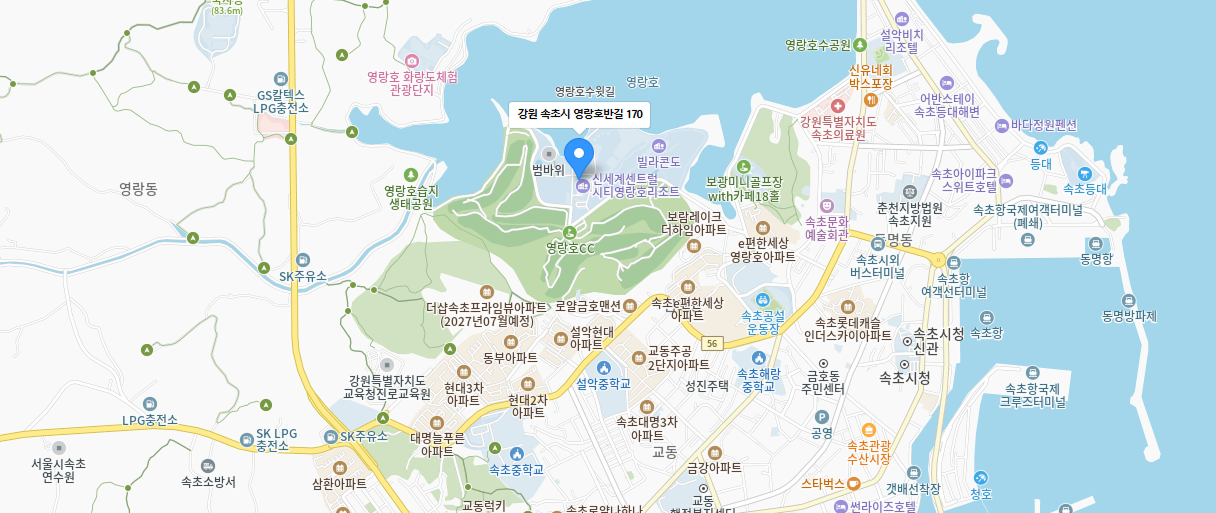 (83.6m)
영랑호 화랑도체험
관광단지
GS칼텍스
LPG충전소
영랑호수윗길
영랑호
강원 속초시 영랑호반길 170
범바위
빌라콘도
신세계센트럴
시티영랑호리조트
영랑호CC
영랑동
영랑호습지
생태공원
SK주유소
보광미니골프장
with카페18홀
보람레이크
더하임아파트
e편한세상
영랑호아파트
영랑호수공원
설악비치
리조텔
신유네회
박스포장
강원특별자치도
속초의료원
어반스테이
속초등대해변
바다정원펜션
등대
속초등대
속초아이파크
스위트호텔
춘천지방법원
속초지원
속초문화
예술회관
동명동
속초시외
버스터미널
속초항국제여객터미널
(폐쇄)
동명항
속초항
여객선터미널
동명방파제
속초항
더샵속초프라임뷰아파트
(2027년07월예정)
로얄금호맨션
속초e편한세상
아파트
속초공설
운동장
속초롯데캐슬
인더스카이아파트
속초시청
신관
속초시청
동부아파트
설악현대
아파트
56
교동주공
2단지아파트
설악중학교
성진주택
속초해랑
중학교
금호동
주민센터
속초항국제
크루즈터미널
강원특별자치도
교육청진로교육원
현대3차
아파트
현대2차
아파트
속초대명3차
아파트
교동
공영
속초관광
수산시장
LPG충전소
SK LPG
충전소
SK주유소
대명늘푸른
아파트
서울시속초
연수원
속초소방서
삼환아파트
속초중학교
금강아파트
스타벅스
갯배선착장
청호
교동럭키
속초로얄나하나
교동
행정복지센터
썬라이즈호텔